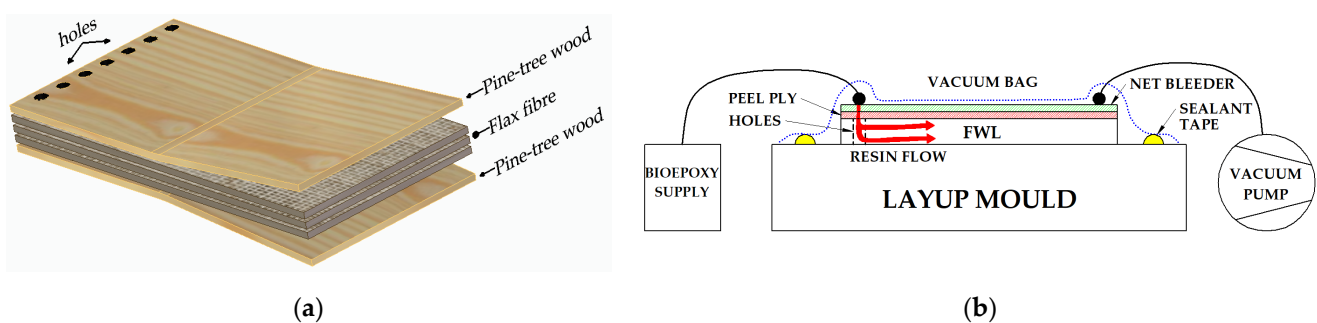 holes
Pine-tree wood
Flax fibre
Pine-tree wood
(a)
VACUUM BAG
NET BLEEDER
PEEL PLY
SEALANT
TAPE
HOLES
FWL
RESIN FLOW
BIOEPOXY
SUPPLY
LAYUP MOULD
VACUUM
PUMP
(b)